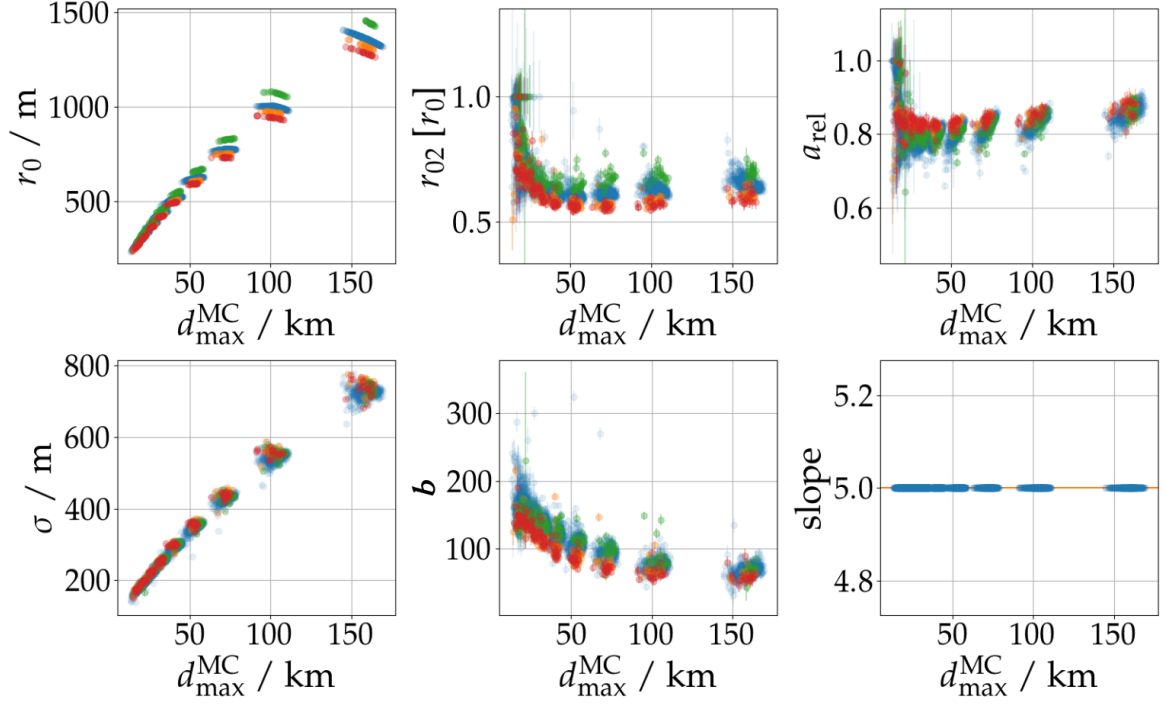 r₀ / m
1500
1000
500
50 100 150
d_max^MC / km
r₀₂ [r₀]
1.0
0.5
50 100 150
d_max^MC / km
a_rel
1.0
0.8
0.6
50 100 150
d_max^MC / km
σ / m
800
600
400
200
50 100 150
d_max^MC / km
b
300
200
100
50 100 150
d_max^MC / km
slope
5.2
5.0
4.8
50 100 150
d_max^MC / km